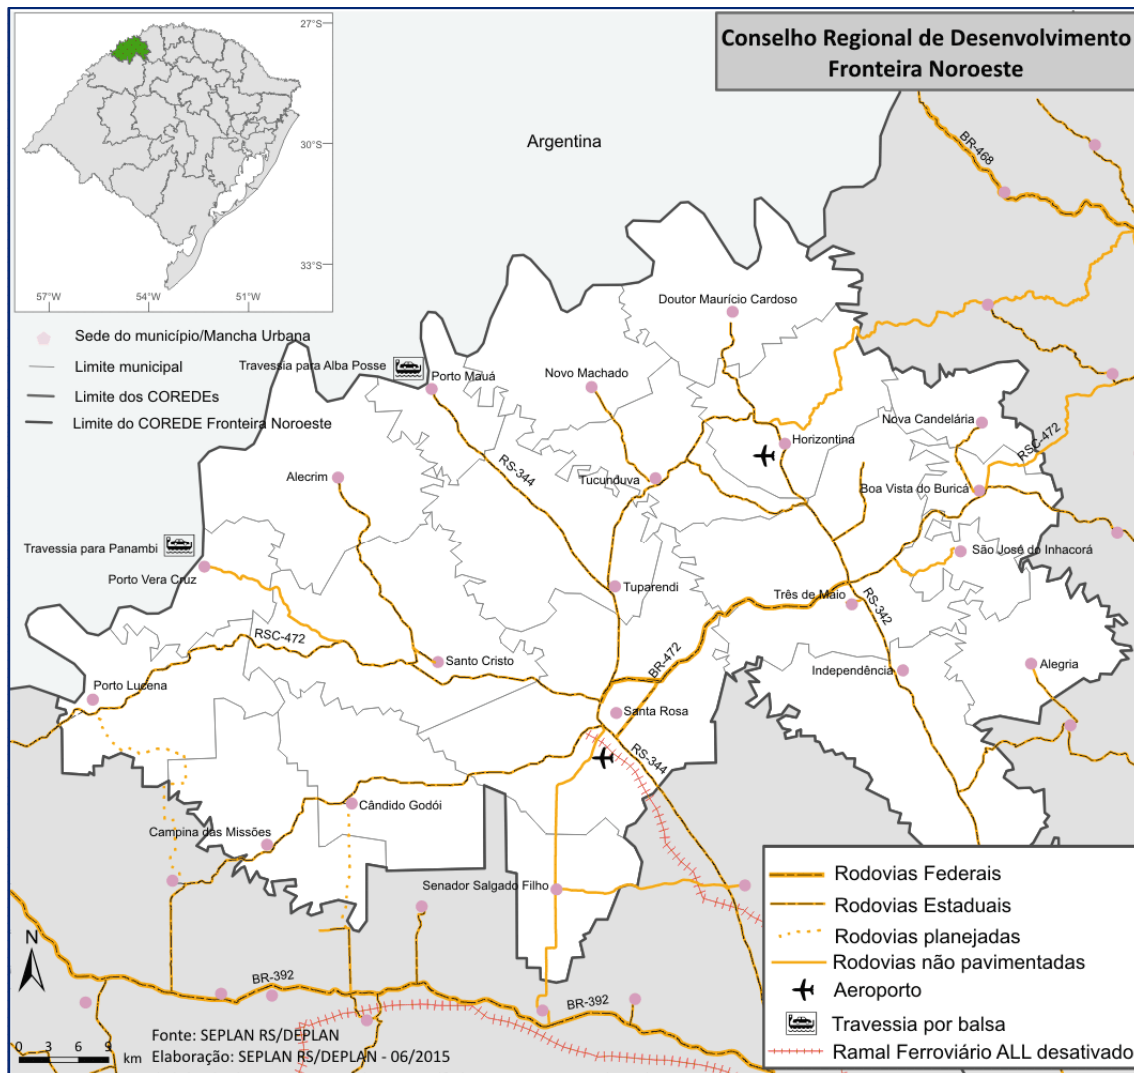 Conselho Regional de Desenvolvimento
Fronteira Noroeste
27°S
30°S
33°S
57°W
54°W
51°W
Argentina
BR-468
Sede do município/Mancha Urbana
Limite municipal
Limite dos COREDEs
Limite do COREDE Fronteira Noroeste
Travessia para Alba Posse
Porto Mauá
Doutor Maurício Cardoso
Novo Machado
Nova Candelária
Horizontina
RSC-472
RS-344
Alecrim
Tucunduva
Boa Vista do Buricá
Travessia para Panambi
São José do Inhacorá
Porto Vera Cruz
Tuparendi
Três de Maio
RS-342
RSC-472
Santo Cristo
BR-472
Independência
Alegria
Porto Lucena
Santa Rosa
RS-344
Cândido Godói
Campina das Missões
Senador Salgado Filho
N
BR-392
BR-392
0 3 6 9 km
Fonte: SEPLAN RS/DEPLAN
Elaboração: SEPLAN RS/DEPLAN - 06/2015
Rodovias Federais
Rodovias Estaduais
Rodovias planejadas
Rodovias não pavimentadas
Aeroporto
Travessia por balsa
Ramal Ferroviário ALL desativado